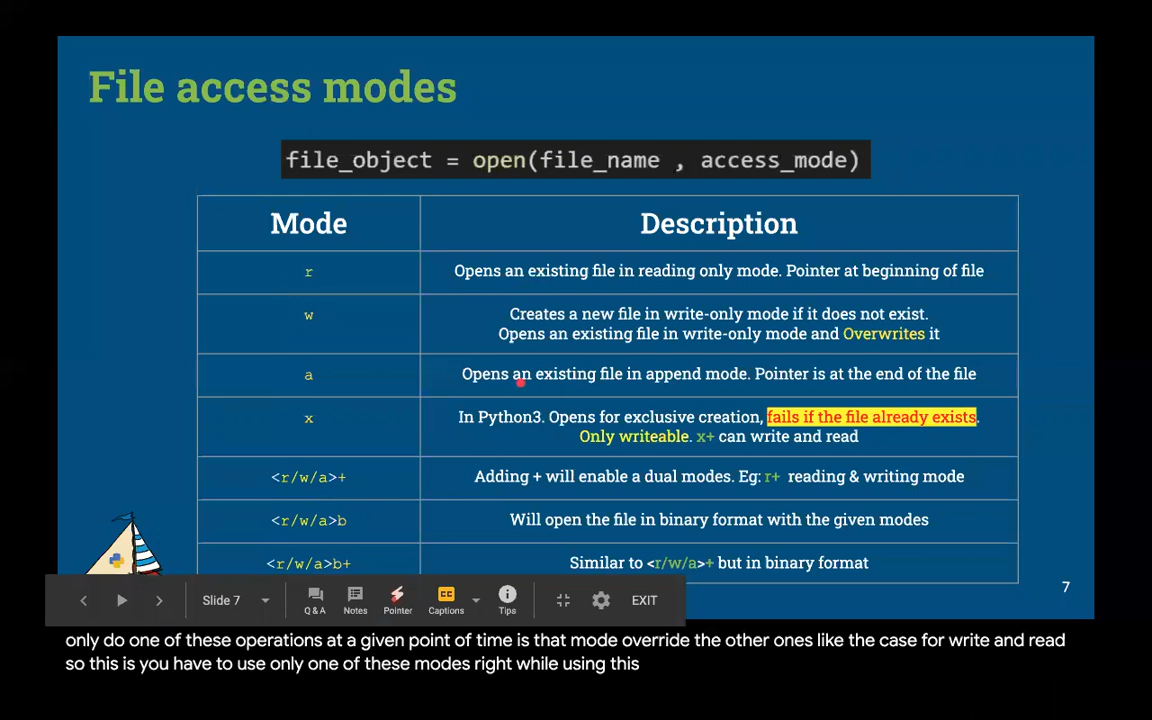 File access modes
file_object = open(file_name , access_mode)
Mode Description
r Opens an existing file in reading only mode. Pointer at beginning of file
w Creates a new file in write-only mode if it does not exist.
Opens an existing file in write-only mode and Overwrites it
a Opens an existing file in append mode. Pointer is at the end of the file
x In Python3. Opens for exclusive creation, fails if the file already exists.
Only writeable. x+ can write and read
<r/w/a>+ Adding + will enable a dual modes. Eg: r+ reading & writing mode
<r/w/a>b Will open the file in binary format with the given modes
<r/w/a>b+ Similar to <r/w/a>+ but in binary format
7
Slide 7 Q&A Notes Pointer CC Captions Tips EXIT
only do one of these operations at a given point of time is that mode override the other ones like the case for write and read
so this is you have to use only one of these modes right while using this